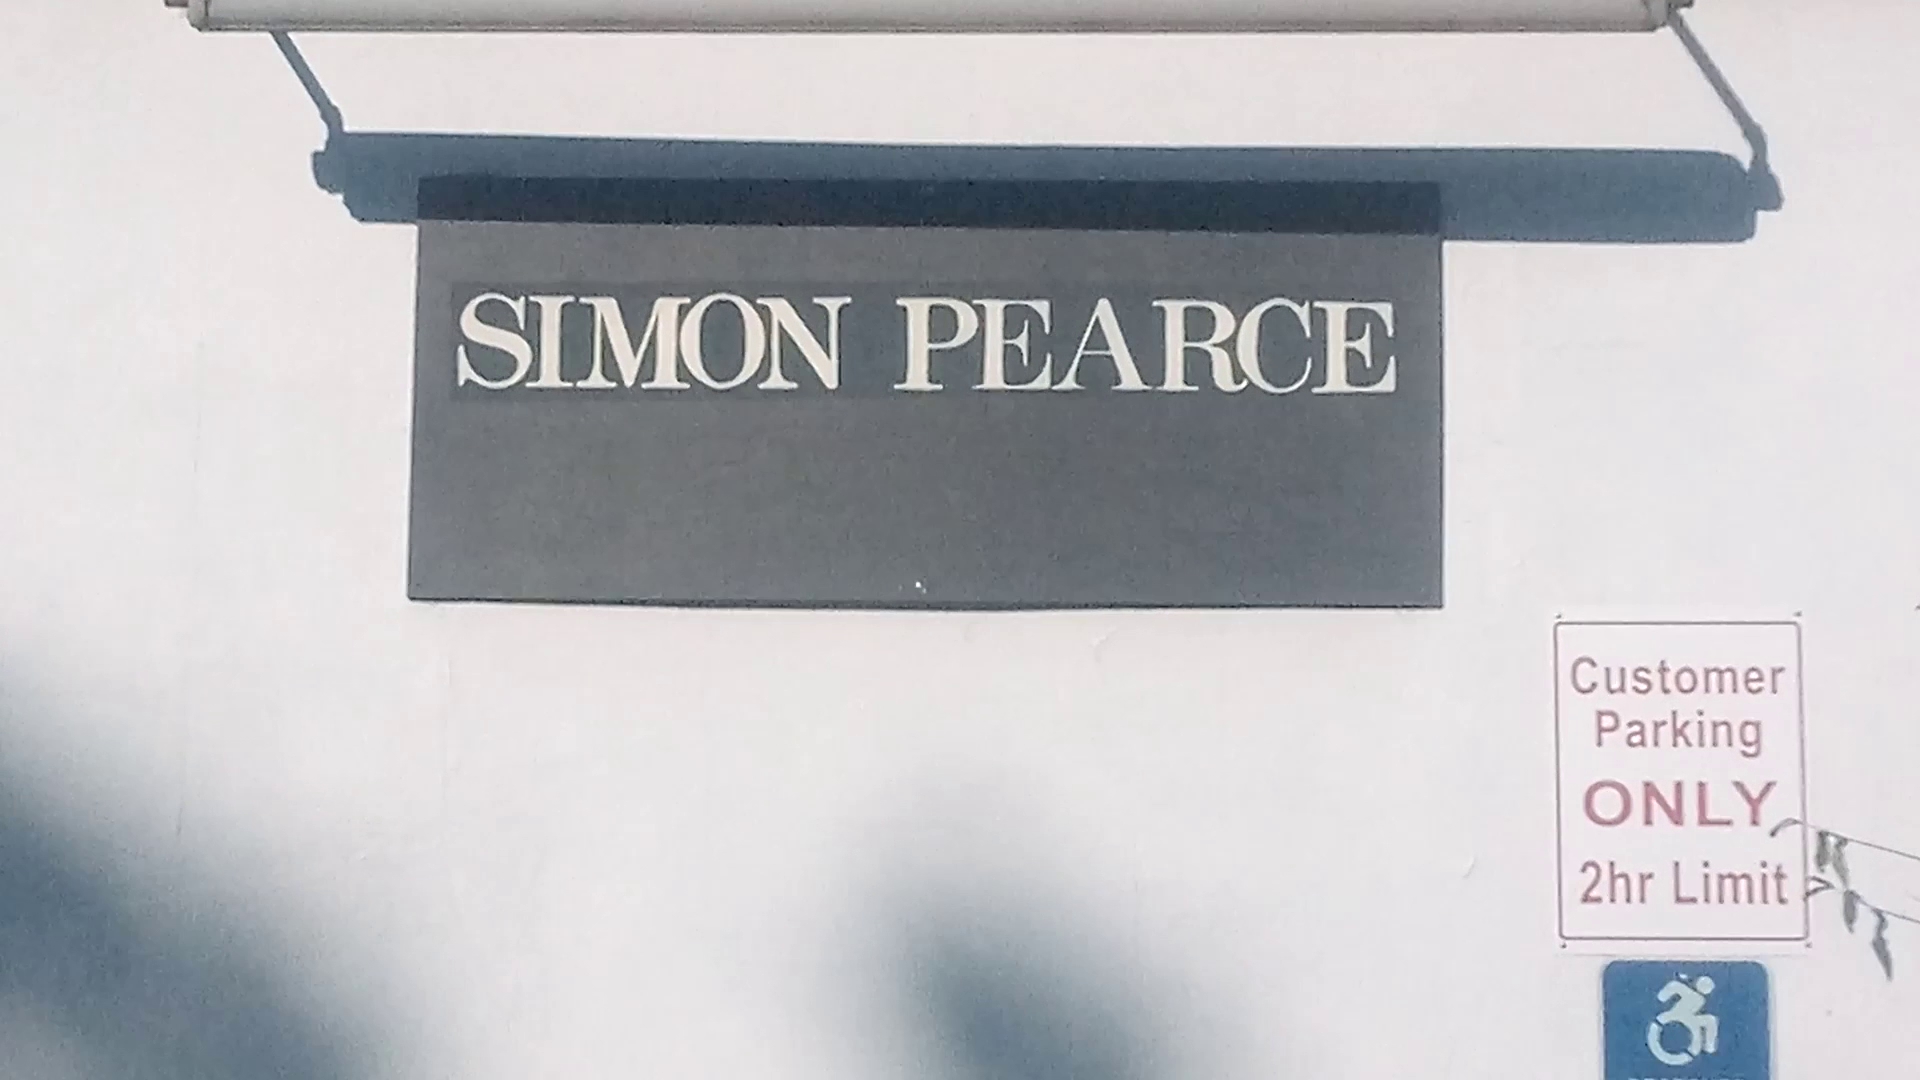 SIMON PEARCE
Customer
Parking
ONLY
2hr Limit